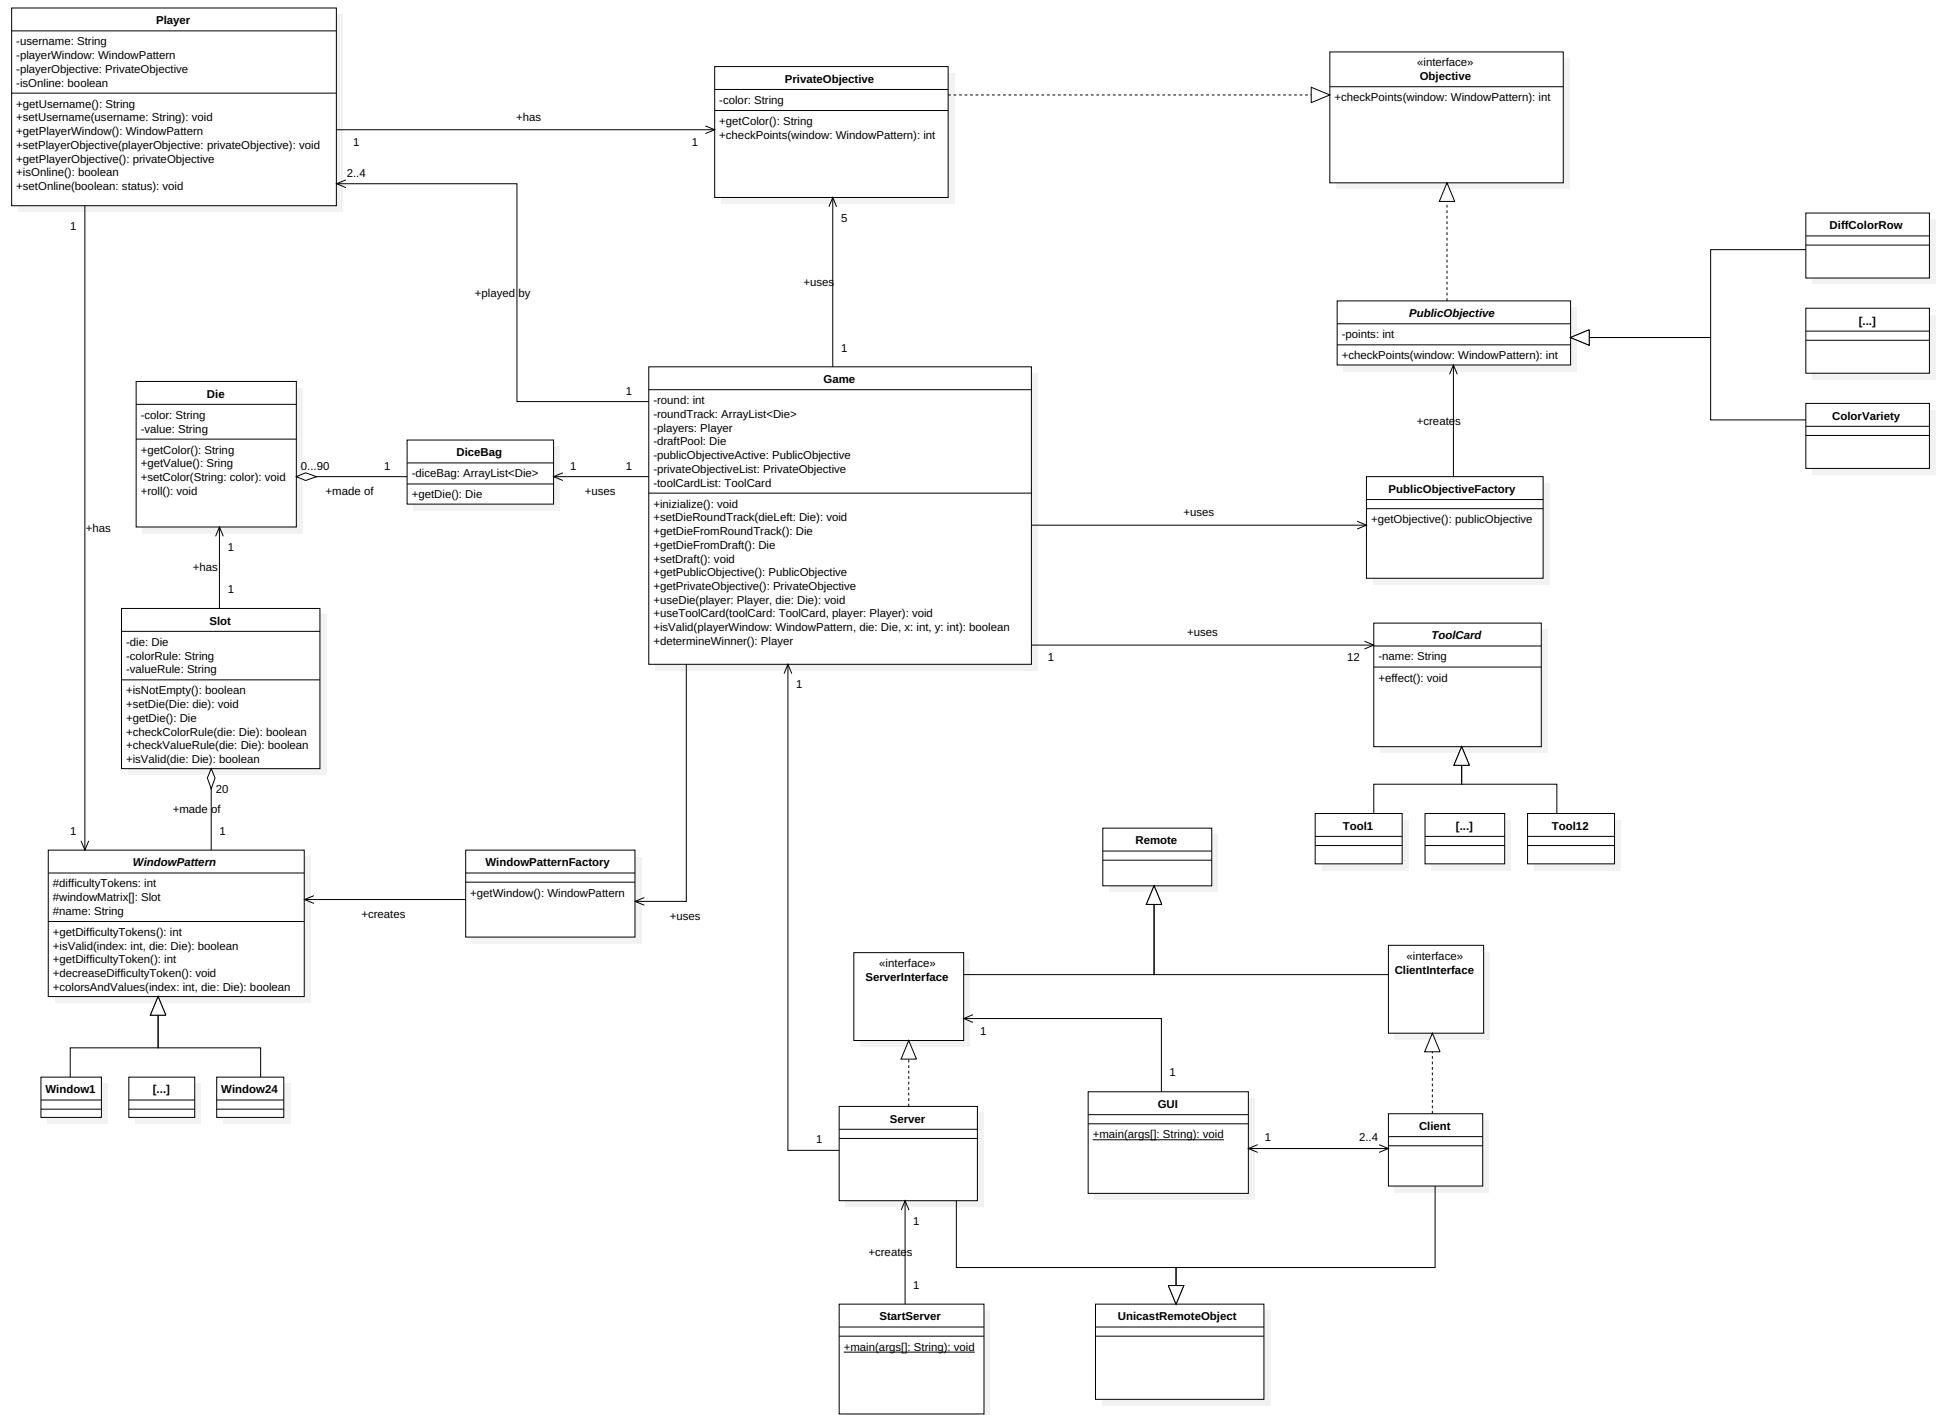 Player
-username: String
-playerWindow: WindowPattern
-playerObjective: PrivateObjective
-isOnline: boolean
+getUsername(): String
+setUsername(username: String): void
+getPlayerWindow(): WindowPattern
+setPlayerObjective(playerObjective: privateObjective): void
+getPlayerObjective(): privateObjective
+isOnline(): boolean
+setOnline(boolean: status): void
+has
1
1
2..4
PrivateObjective
-color: String
+getColor(): String
+checkPoints(window: WindowPattern): int
«interface»
Objective
+checkPoints(window: WindowPattern): int
1
+has
1
+played by
1
5
+uses
1
DiffColorRow
[...]
ColorVariety
PublicObjective
-points: int
+checkPoints(window: WindowPattern): int
+creates
Die
-color: String
-value: String
+getColor(): String
+getValue(): Sring
+setColor(String: color): void
+roll(): void
0...90
1
+made of
DiceBag
-diceBag: ArrayList<Die>
+getDie(): Die
1
1
+uses
Game
-round: int
-roundTrack: ArrayList<Die>
-players: Player
-draftPool: Die
-publicObjectiveActive: PublicObjective
-privateObjectiveList: PrivateObjective
-toolCardList: ToolCard
+inizialize(): void
+setDieRoundTrack(dieLeft: Die): void
+getDieFromRoundTrack(): Die
+getDieFromDraft(): Die
+setDraft(): void
+getPublicObjective(): PublicObjective
+getPrivateObjective(): PrivateObjective
+useDie(player: Player, die: Die): void
+useToolCard(toolCard: ToolCard, player: Player): void
+isValid(playerWindow: WindowPattern, die: Die, x: int, y: int): boolean
+determineWinner(): Player
+uses
PublicObjectiveFactory
+getObjective(): publicObjective
+uses
1
12
ToolCard
-name: String
+effect(): void
Tool1
[...]
Tool12
1
+has
1
Slot
-die: Die
-colorRule: String
-valueRule: String
+isNotEmpty(): boolean
+setDie(Die: die): void
+getDie(): Die
+checkColorRule(die: Die): boolean
+checkValueRule(die: Die): boolean
+isValid(die: Die): boolean
20
+made of
1
WindowPattern
#difficultyTokens: int
#windowMatrix[]: Slot
#name: String
+getDifficultyTokens(): int
+isValid(index: int, die: Die): boolean
+getDifficultyToken(): int
+decreaseDifficultyToken(): void
+colorsAndValues(index: int, die: Die): boolean
+creates
WindowPatternFactory
+getWindow(): WindowPattern
+uses
Window1
[...]
Window24
1
1
Remote
«interface»
ServerInterface
«interface»
ClientInterface
1
1
Server
GUI
+main(args[]: String): void
1
2..4
Client
1
+creates
1
StartServer
+main(args[]: String): void
UnicastRemoteObject